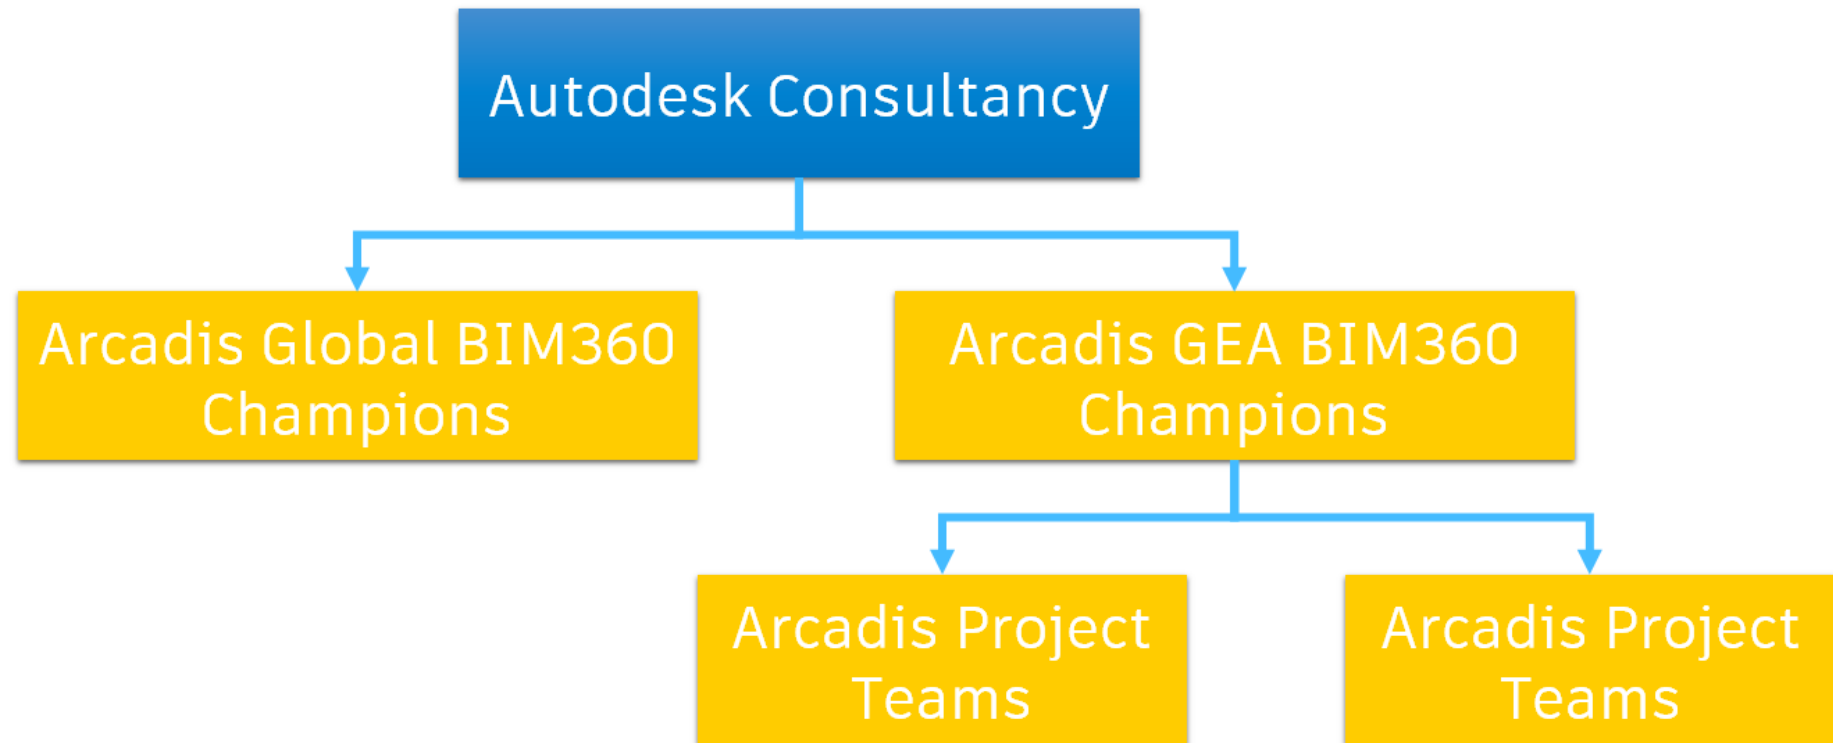 Autodesk Consultancy
Arcadis Global BIM360
Champions
Arcadis GEA BIM360
Champions
Arcadis Project
Teams
Arcadis Project
Teams